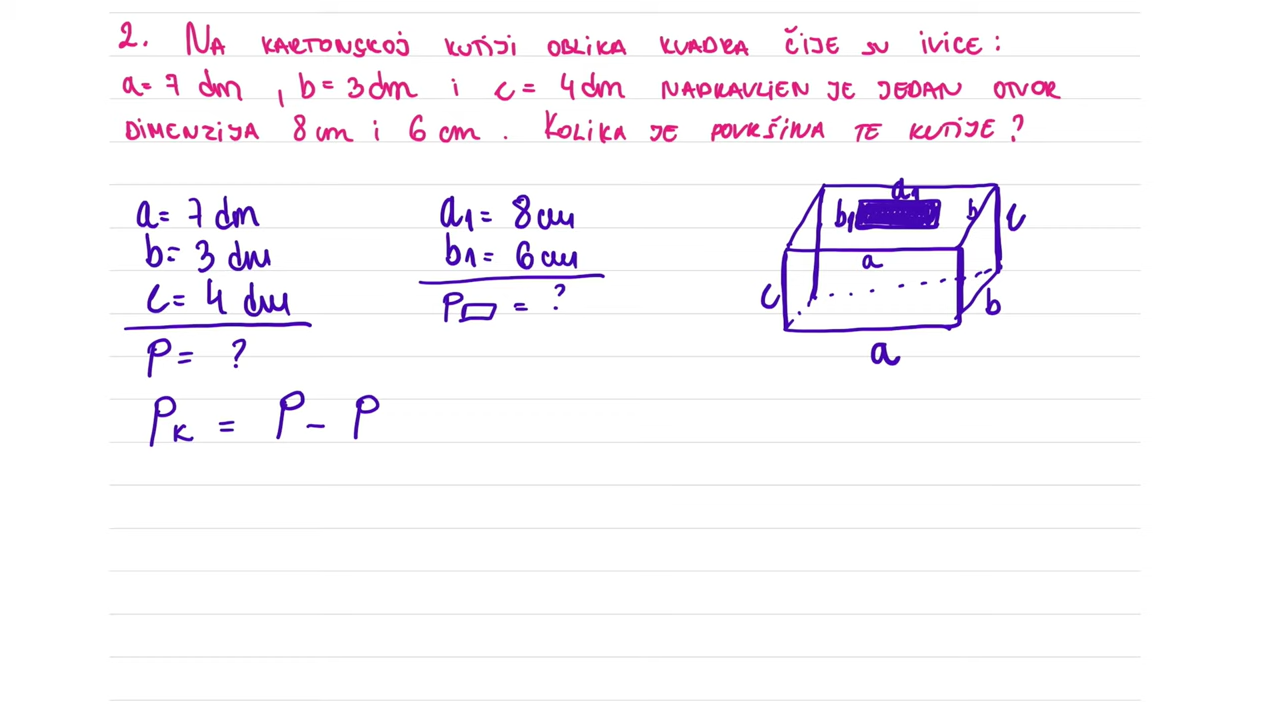 2. NA KARTONSKOJ KUTIJI OBLIKA KVADRA ČIJE SU IVICE:
a= 7 dm, b= 3 dm i c= 4 dm NAPRAVLJEN JE JEDAN OTVOR
DIMENZIJA 8 cm i 6 cm. KOLIKA JE POVRŠINA TE KUTIJE?
a= 7 dm
b= 3 dm
c= 4 dm
P= ?
a1= 8 cm
b1= 6 cm
P▭ = ?
a1
b1
b
c
a
c
b
a
PK = P - P